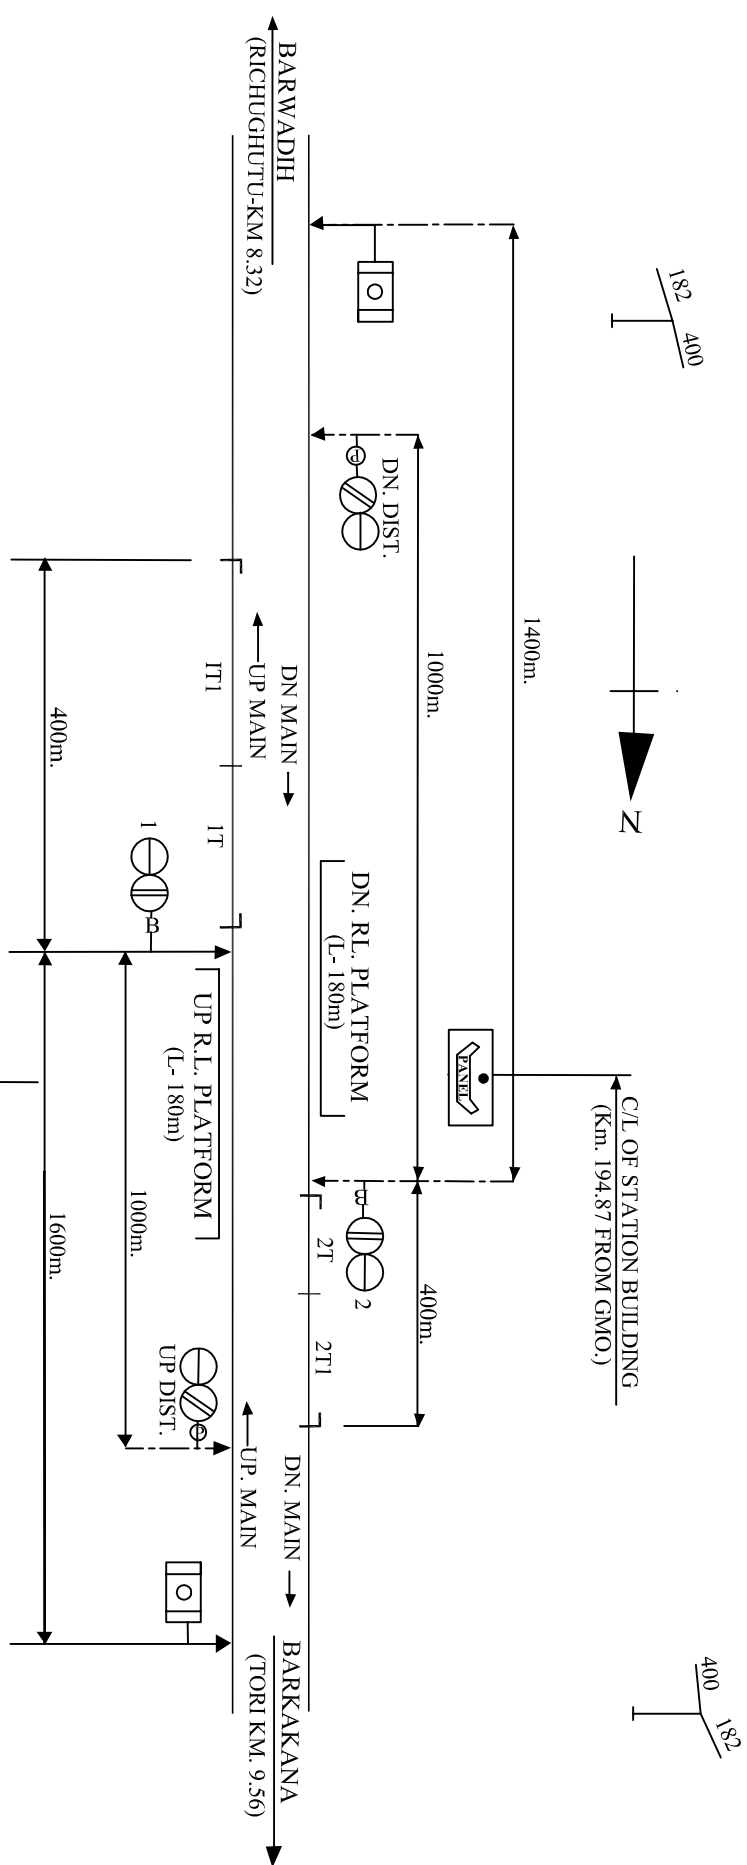 BARWADIH
(RICHUGHUTU-KM 8.32)
182
400
P
DN. DIST.
1400m.
1000m.
N
IT1
UP MAIN
DN MAIN
400m.
1T
1
B
DN. RL. PLATFORM
(L- 180m)
UP R.L. PLATFORM
(L- 180m)
PANEL
C/L OF STATION BUILDING
(Km. 194.87 FROM GMO.)
B
2
2T
2T1
400m.
1000m.
1600m.
UP DIST.
P
UP. MAIN
DN. MAIN
BARKAKANA
(TORI KM. 9.56)
400
182